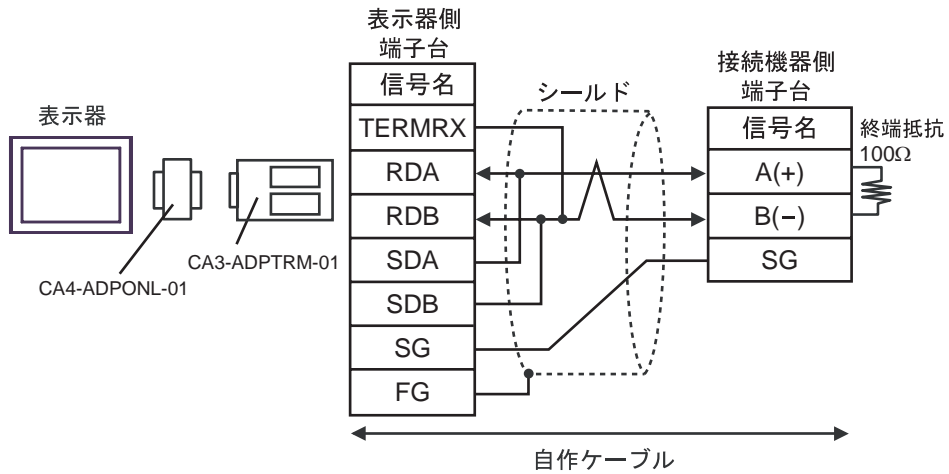 表示器
CA4-ADPONL-01
CA3-ADPTRM-01
表示器側
端子台
信号名
TERMRX
RDA
RDB
SDA
SDB
SG
FG
シールド
接続機器側
端子台
信号名
A(+)
B(−)
SG
終端抵抗
100Ω
自作ケーブル